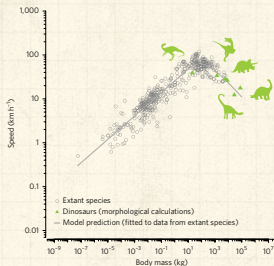 1,000
100
10
1
0.1
0.01
Speed (km h⁻¹)
Extant species
Dinosaurs (morphological calculations)
Model prediction (fitted to data from extant species)
10⁻⁹ 10⁻⁷ 10⁻⁵ 10⁻³ 10⁻¹ 10¹ 10³ 10⁵ 10⁷
Body mass (kg)